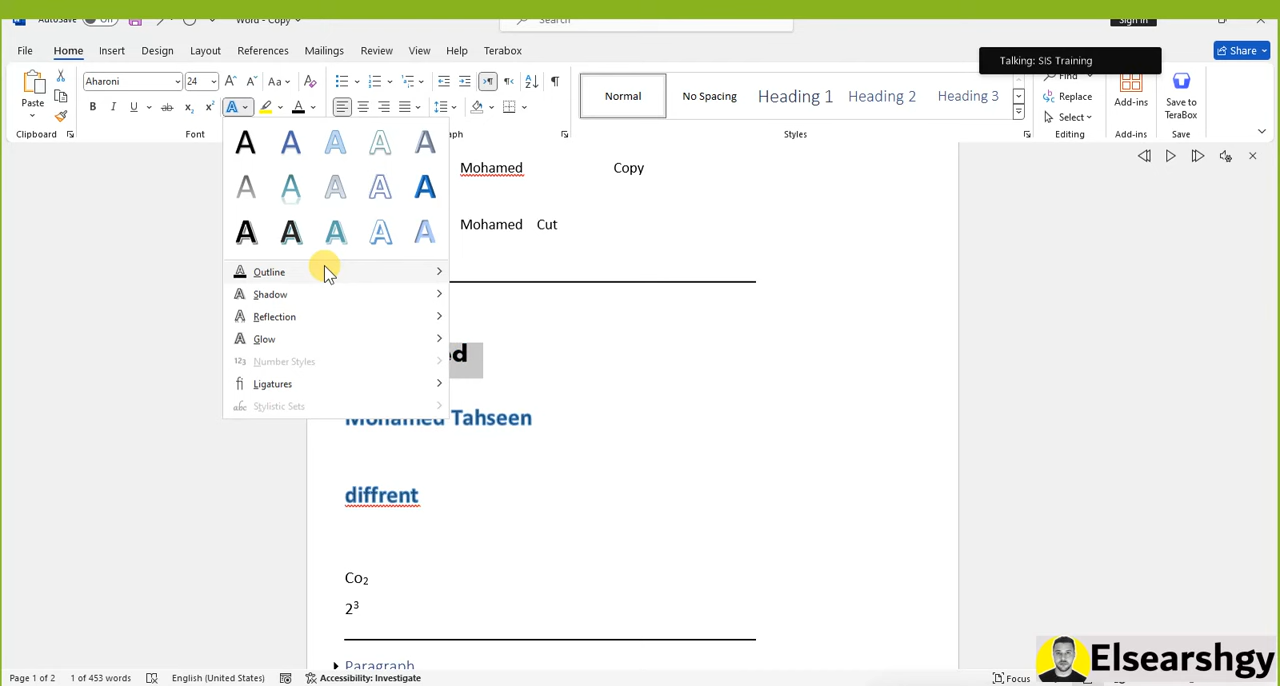 AutoSave Off Word - Copy Search Sign in
File Home Insert Design Layout References Mailings Review View Help Terabox Share
Talking: SIS Training
Paste Aharoni 24 Aa Normal No Spacing Heading 1 Heading 2 Heading 3 Find Replace Select Add-ins Save to TeraBox
Clipboard Font Styles Editing Add-ins Save
Mohamed Copy
Mohamed Cut
Outline
Shadow
Reflection
Glow
Number Styles
Ligatures
Stylistic Sets
Mohamed Tahseen
diffrent
Co₂
2³
Paragraph
Page 1 of 2 1 of 453 words English (United States) Accessibility: Investigate Focus
Elsearshgy